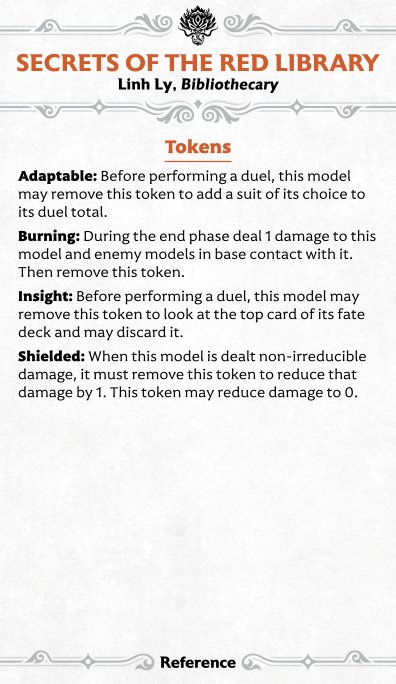 SECRETS OF THE RED LIBRARY
Linh Ly, Bibliothecary
Tokens
Adaptable: Before performing a duel, this model
may remove this token to add a suit of its choice to
its duel total.
Burning: During the end phase deal 1 damage to this
model and enemy models in base contact with it.
Then remove this token.
Insight: Before performing a duel, this model may
remove this token to look at the top card of its fate
deck and may discard it.
Shielded: When this model is dealt non-irreducible
damage, it must remove this token to reduce that
damage by 1. This token may reduce damage to 0.
Reference